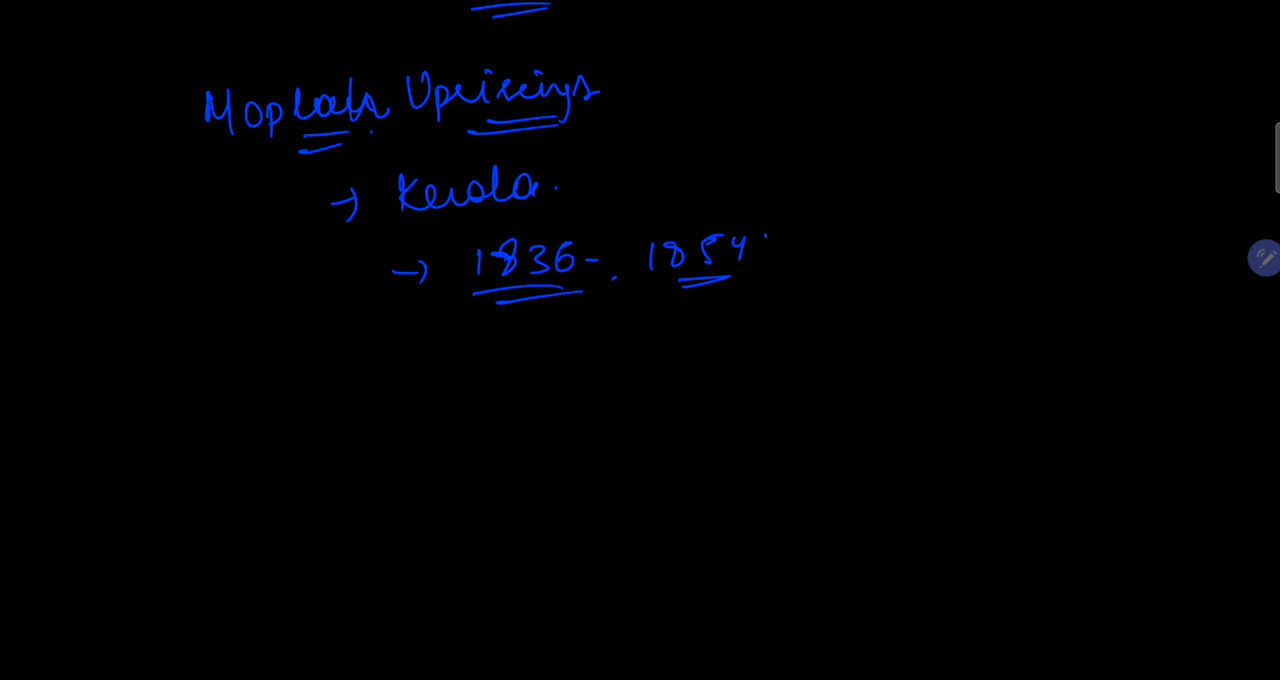 Moplah Uprisings
→ Kerala.
→ 1836 - 1854